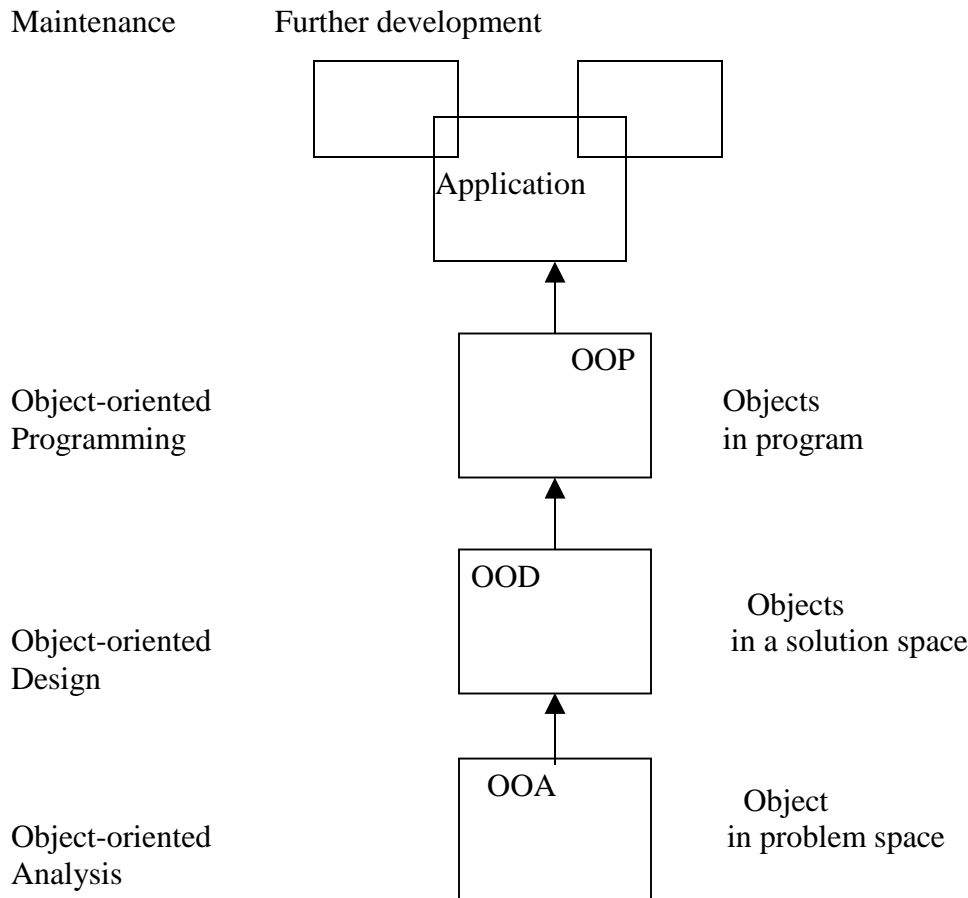 Maintenance Further development
Application
OOP
Object-oriented
Programming
Objects
in program
OOD
Object-oriented
Design
Objects
in a solution space
OOA
Object-oriented
Analysis
Object
in problem space